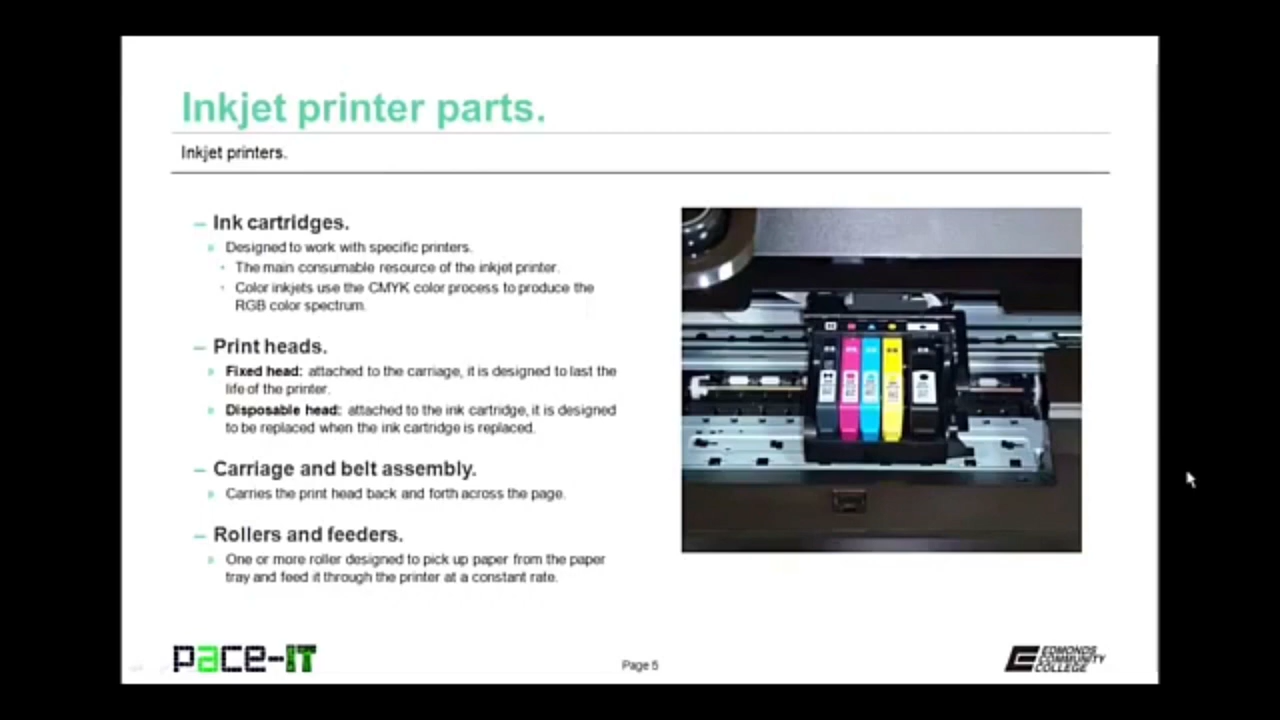 Inkjet printer parts.
Inkjet printers.
– Ink cartridges.
» Designed to work with specific printers.
• The main consumable resource of the inkjet printer.
• Color inkjets use the CMYK color process to produce the
RGB color spectrum.
– Print heads.
» Fixed head: attached to the carriage, it is designed to last the
life of the printer.
» Disposable head: attached to the ink cartridge, it is designed
to be replaced when the ink cartridge is replaced.
– Carriage and belt assembly.
» Carries the print head back and forth across the page.
– Rollers and feeders.
» One or more roller designed to pick up paper from the paper
tray and feed it through the printer at a constant rate.
pace-IT
Page 5
EDMONDS
COMMUNITY
COLLEGE